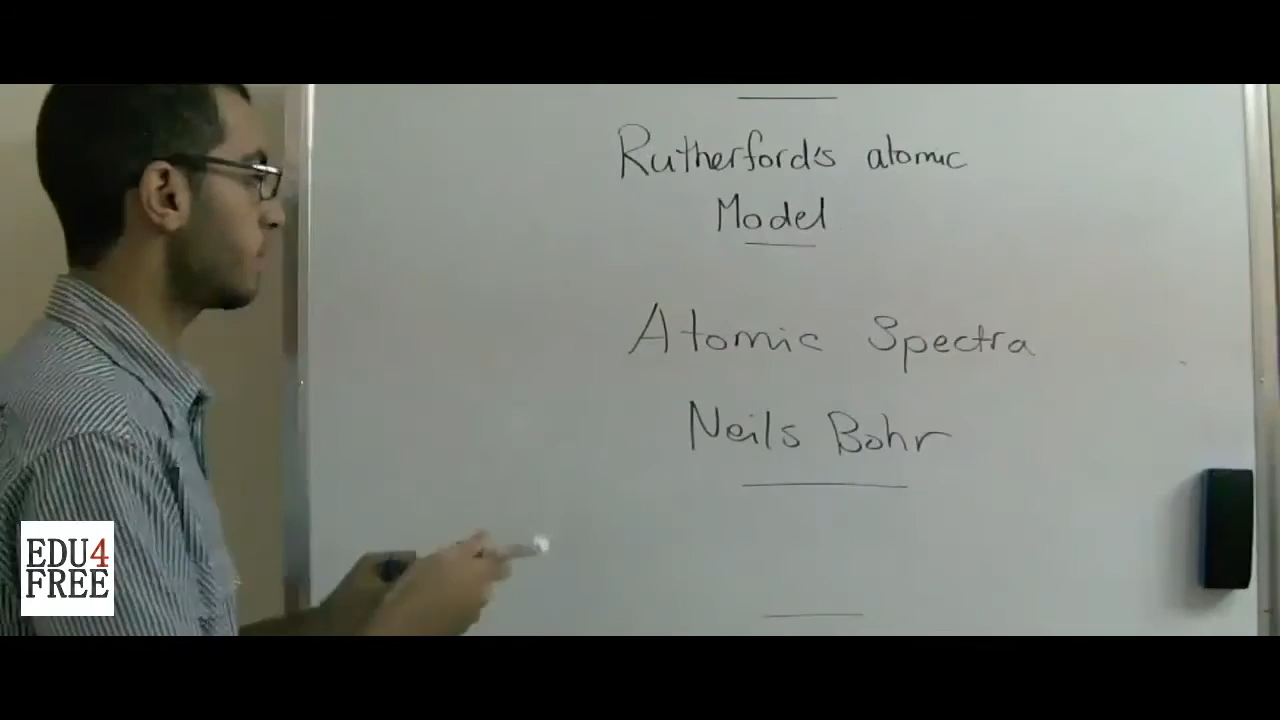 Rutherford's atomic
Model
Atomic Spectra
Neils Bohr
EDU4
FREE